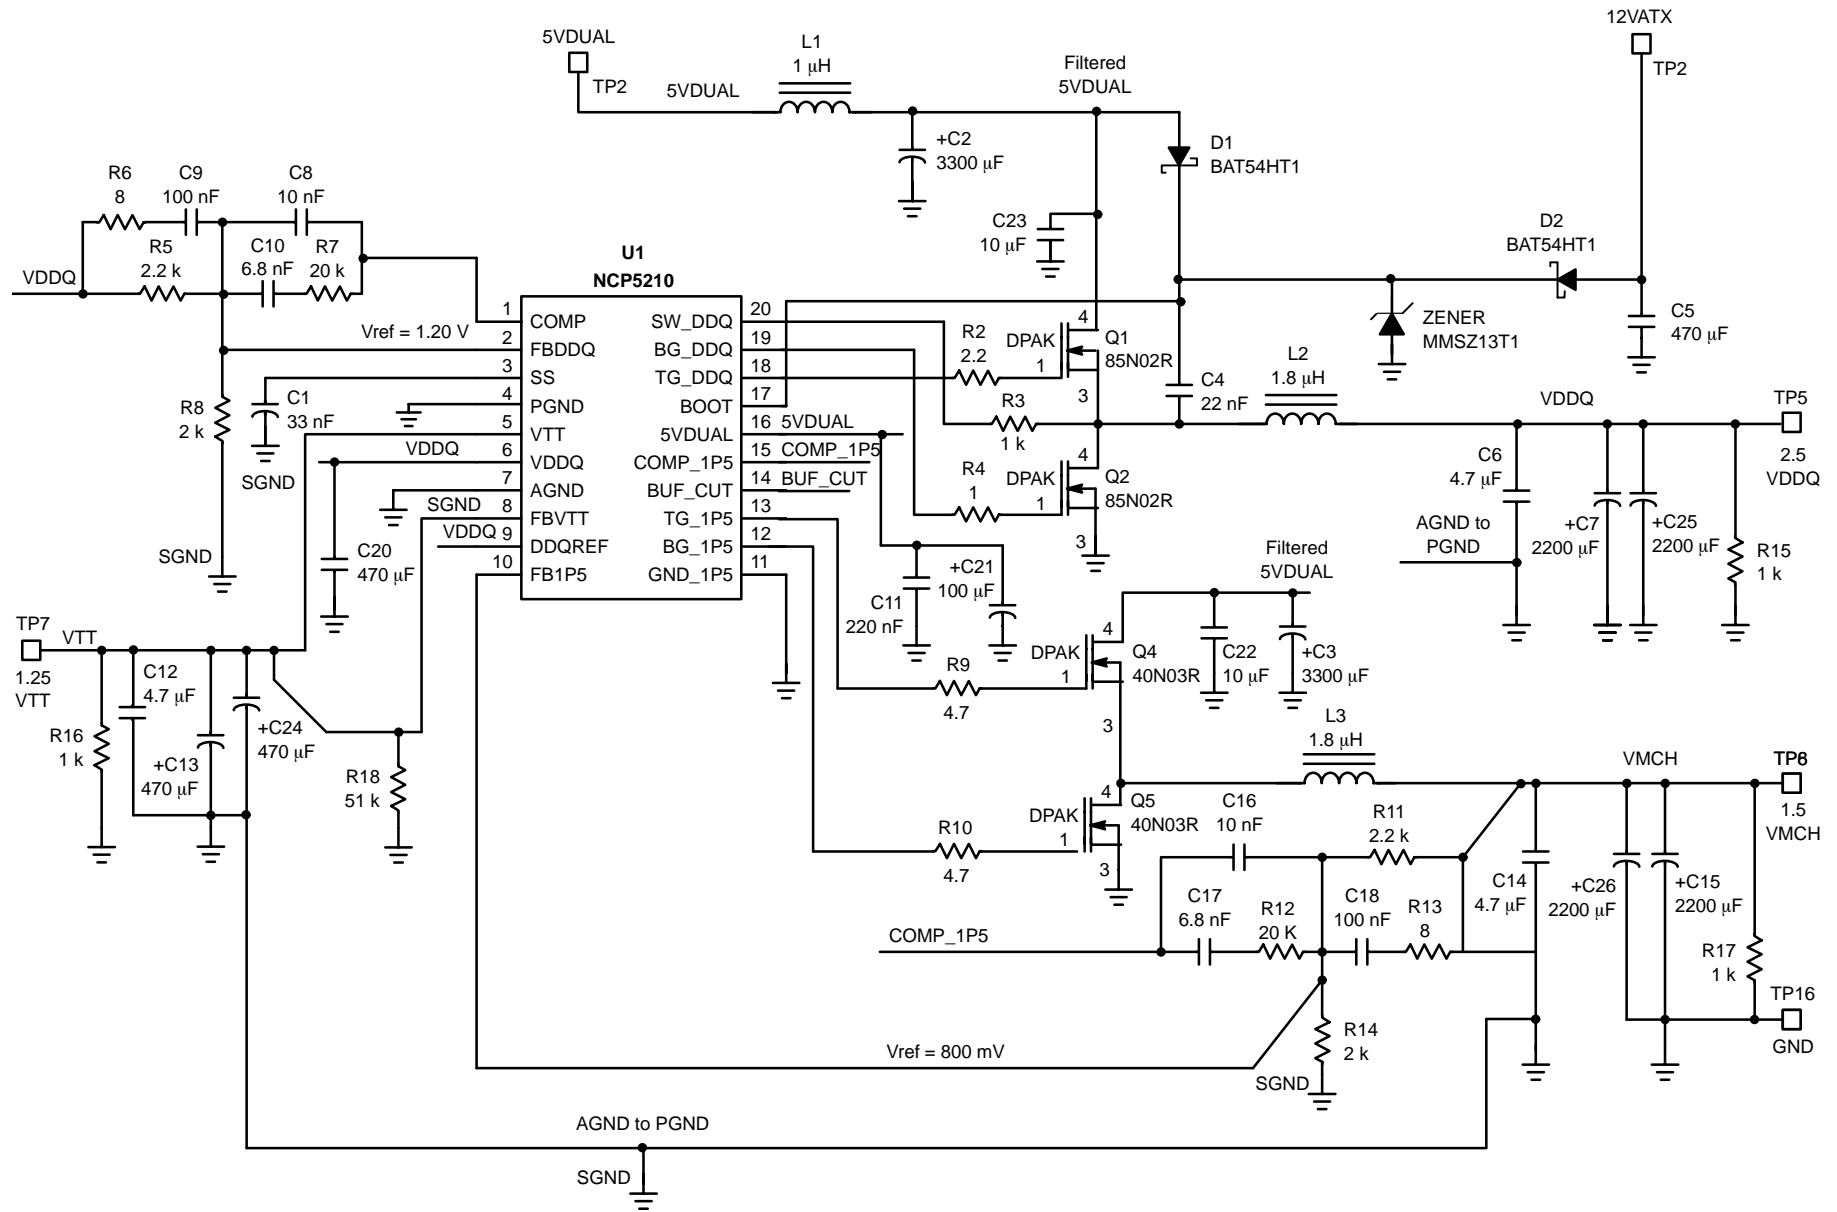 12VATX
TP2
5VDUAL
TP2
5VDUAL
L1
1 μH
Filtered
5VDUAL
+C2
3300 μF
D1
BAT54HT1
C23
10 μF
D2
BAT54HT1
ZENER
MMSZ13T1
C5
470 μF
R6
8
C9
100 nF
C8
10 nF
R5
2.2 k
C10
6.8 nF
R7
20 k
VDDQ
Vref = 1.20 V
U1
NCP5210
1 COMP
2 FBDDQ
3 SS
4 PGND
5 VTT
6 VDDQ
7 AGND
8 FBVTT
9 DDQREF
10 FB1P5
SW_DDQ 20
BG_DDQ 19
TG_DDQ 18
BOOT 17
5VDUAL 16 5VDUAL
COMP_1P5 15 COMP_1P5
BUF_CUT 14 BUF_CUT
TG_1P5 13
BG_1P5 12
GND_1P5 11
R8
2 k
C1
33 nF
SGND
SGND
VDDQ
SGND
VDDQ
C20
470 μF
R2
2.2
DPAK
4
1
3
Q1
85N02R
R3
1 k
C4
22 nF
L2
1.8 μH
VDDQ
TP5
2.5
VDDQ
R4
1
DPAK
4
1
3
Q2
85N02R
C6
4.7 μF
AGND to
PGND
+C7
2200 μF
+C25
2200 μF
R15
1 k
C11
220 nF
+C21
100 μF
Filtered
5VDUAL
DPAK
4
1
3
Q4
40N03R
C22
10 μF
+C3
3300 μF
R9
4.7
TP7
VTT
1.25
VTT
C12
4.7 μF
R16
1 k
+C13
470 μF
+C24
470 μF
R18
51 k
L3
1.8 μH
VMCH
TP6
1.5
VMCH
DPAK
4
1
3
Q5
40N03R
R10
4.7
C16
10 nF
R11
2.2 k
C17
6.8 nF
R12
20 K
C18
100 nF
R13
8
COMP_1P5
C14
4.7 μF
+C26
2200 μF
+C15
2200 μF
R17
1 k
TP16
GND
R14
2 k
SGND
Vref = 800 mV
AGND to PGND
SGND